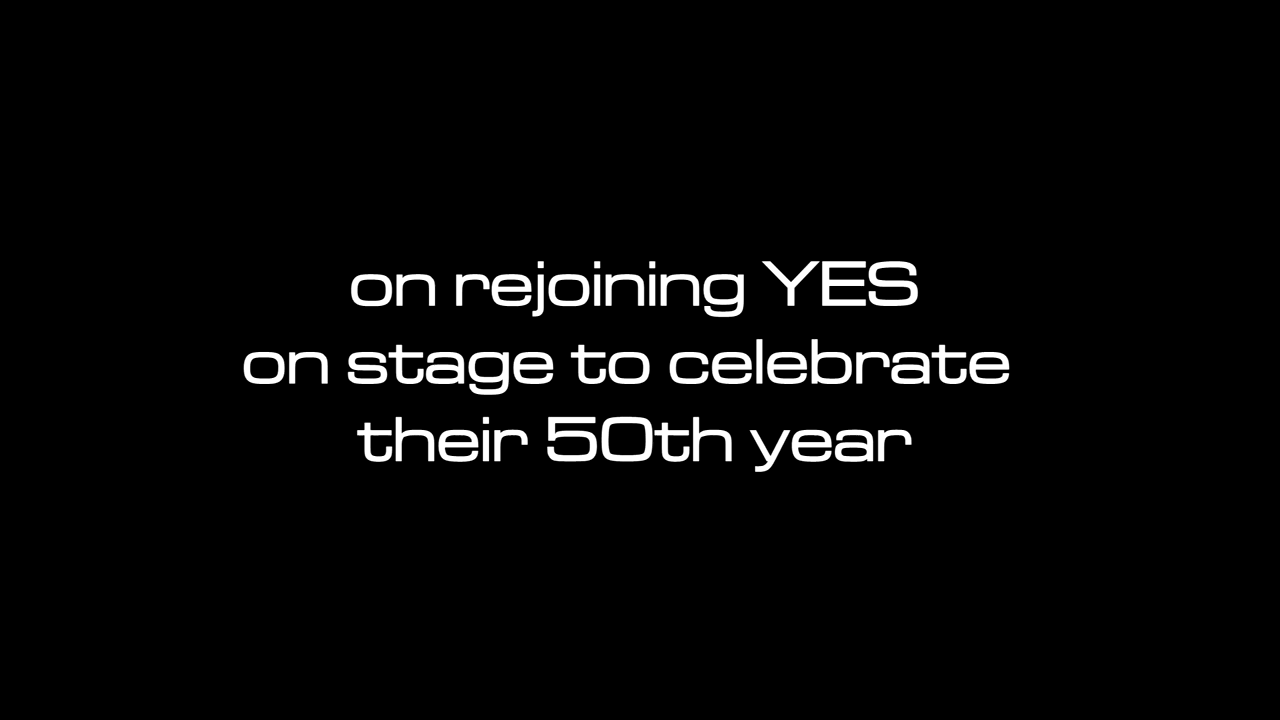 on rejoining YES
on stage to celebrate
their 50th year